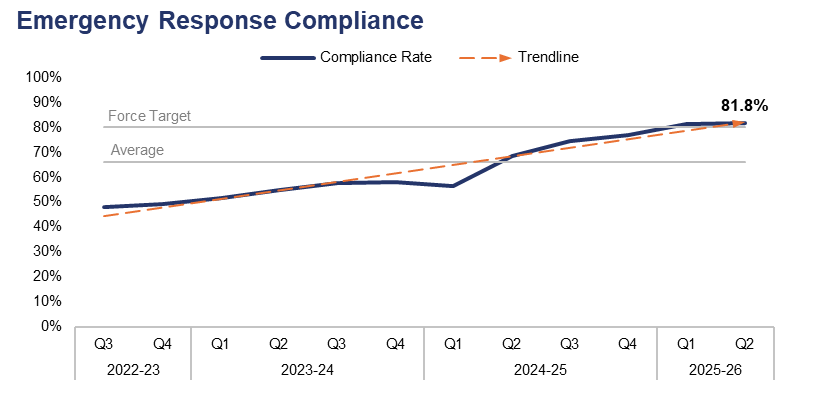 Emergency Response Compliance
Compliance Rate Trendline
100%
90%
81.8%
Force Target
80%
70%
Average
60%
50%
40%
30%
20%
10%
0%
Q3 Q4 Q1 Q2 Q3 Q4 Q1 Q2 Q3 Q4 Q1 Q2
2022-23 2023-24 2024-25 2025-26